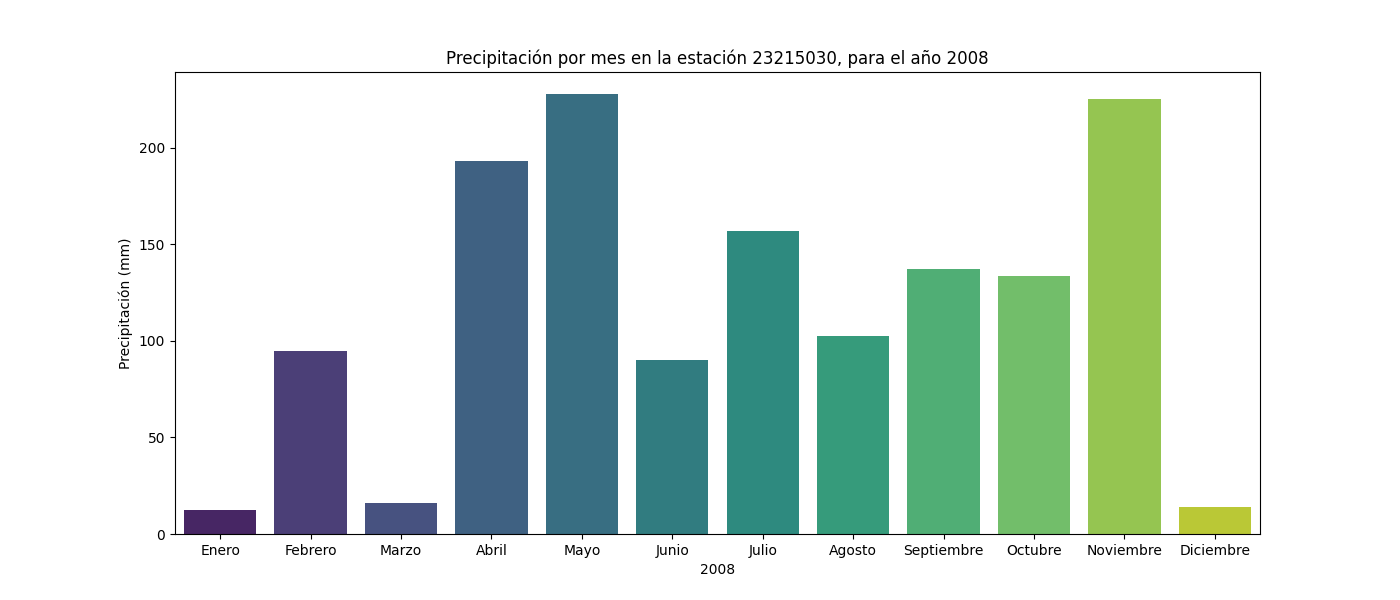 Precipitación por mes en la estación 23215030, para el año 2008
Precipitación (mm)
200
150
100
50
0
Enero Febrero Marzo Abril Mayo Junio Julio Agosto Septiembre Octubre Noviembre Diciembre
2008